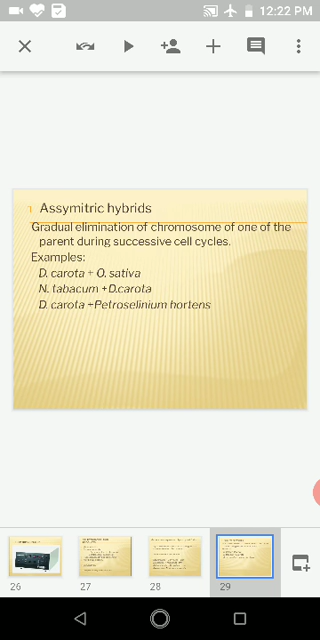 12:22 PM
Assymitric hybrids
Gradual elimination of chromosome of one of the
parent during successive cell cycles.
Examples:
D. carota + O. sativa
N. tabacum +D.carota
D. carota +Petroselinium hortens
26
27
28
29